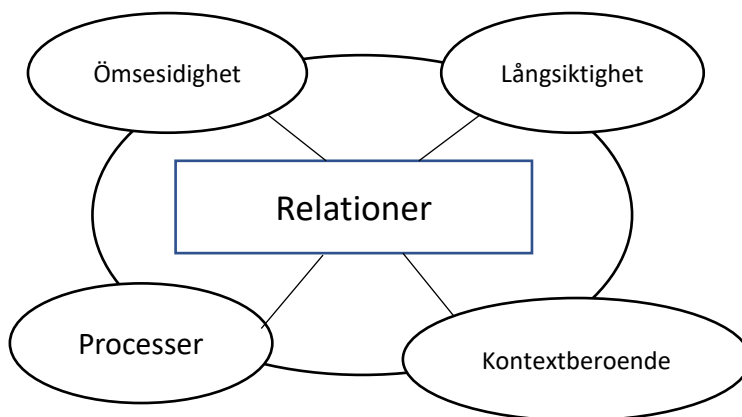 Ömsesidighet
Långsiktighet
Relationer
Processer
Kontextberoende